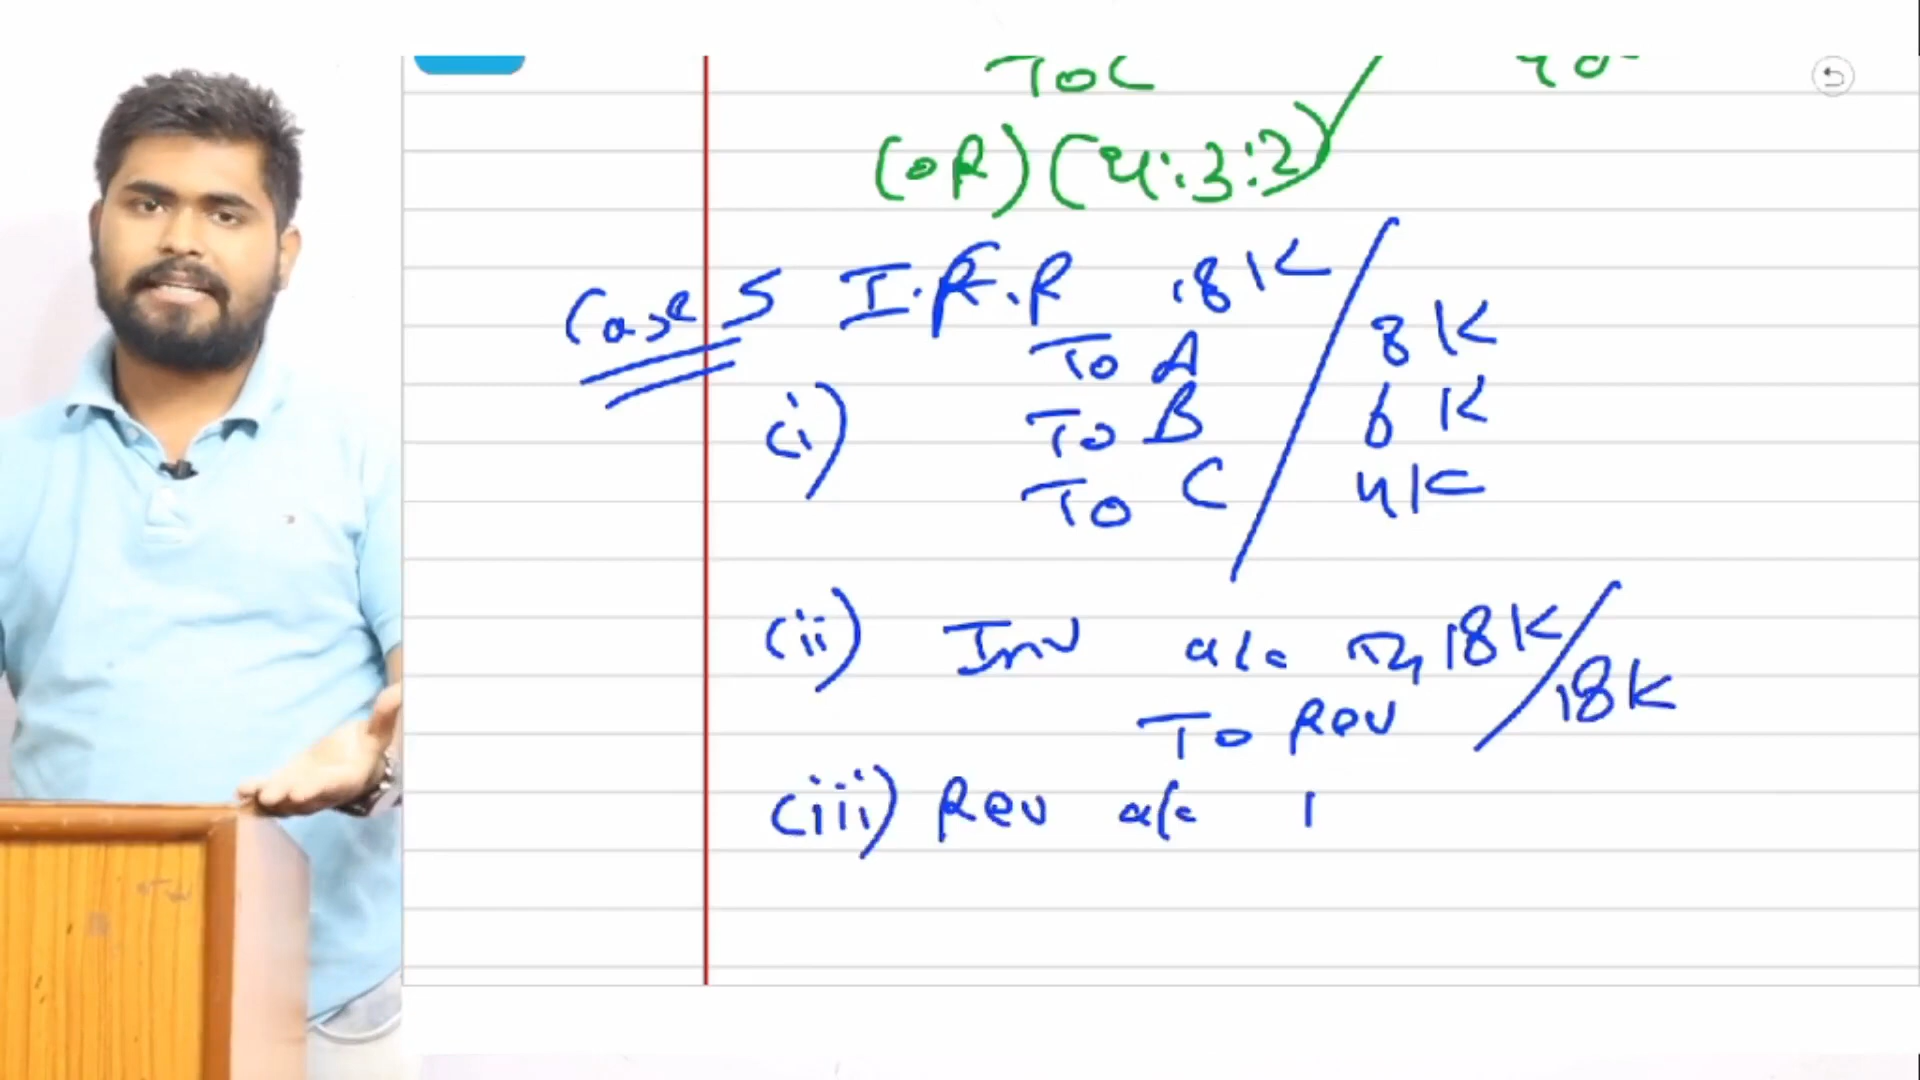 To C
(OR) (4:3:2)
Case 5 I.F.R 18K
To A 8K
(i) To B 6K
To C 4K
(ii) Inv a/c Dr 18K
To Rev 18K
(iii) Rev a/c